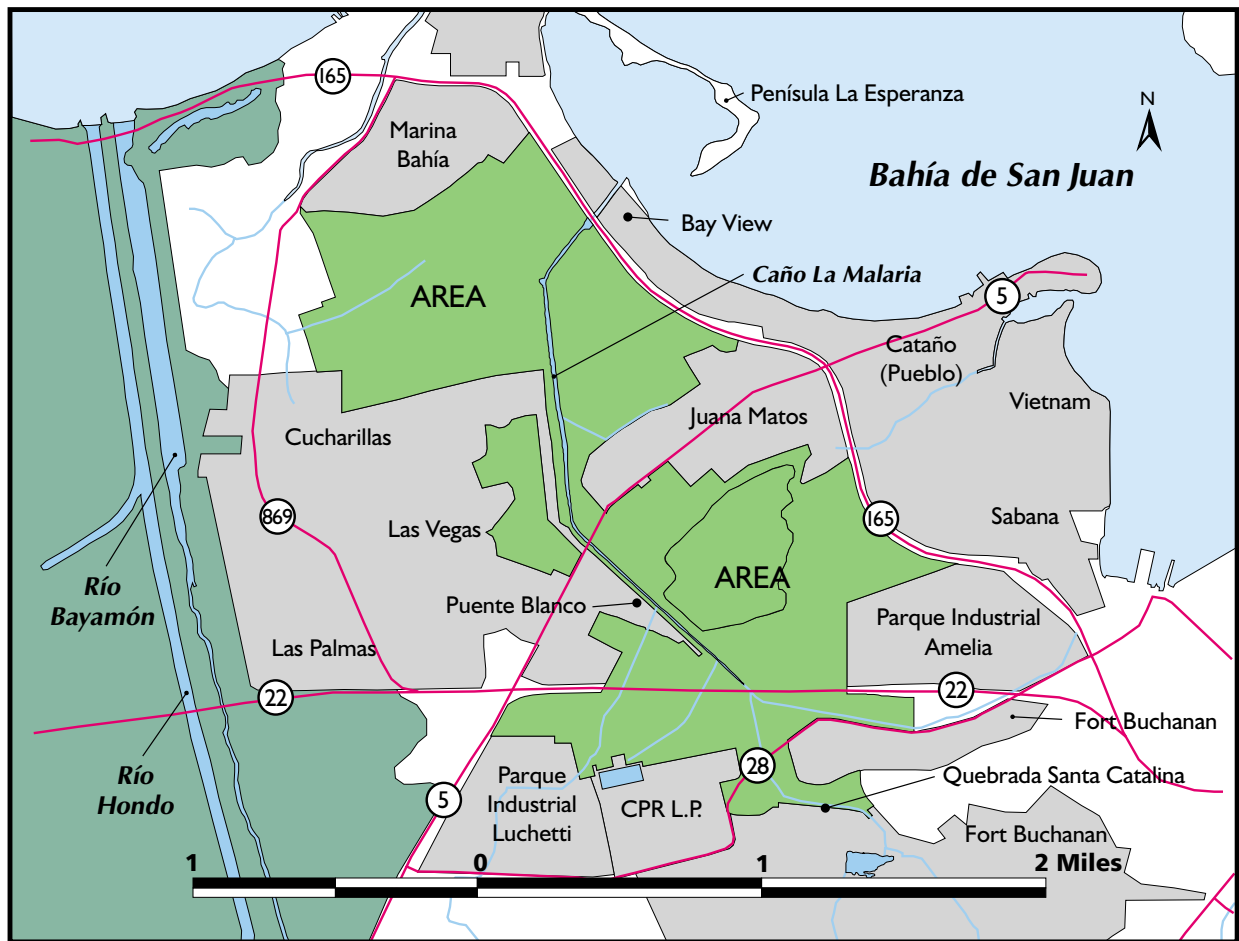 165
Penísula La Esperanza
N
Marina
Bahía
Bahía de San Juan
Bay View
Caño La Malaria
AREA
5
Cataño
(Pueblo)
Vietnam
Juana Matos
Cucharillas
869
Las Vegas
165
Sabana
AREA
Río
Bayamón
Puente Blanco
Parque Industrial
Amelia
Las Palmas
22
22
Fort Buchanan
Río
Hondo
28
Quebrada Santa Catalina
5
Parque
Industrial
Luchetti
CPR L.P.
Fort Buchanan
1 0 1 2 Miles